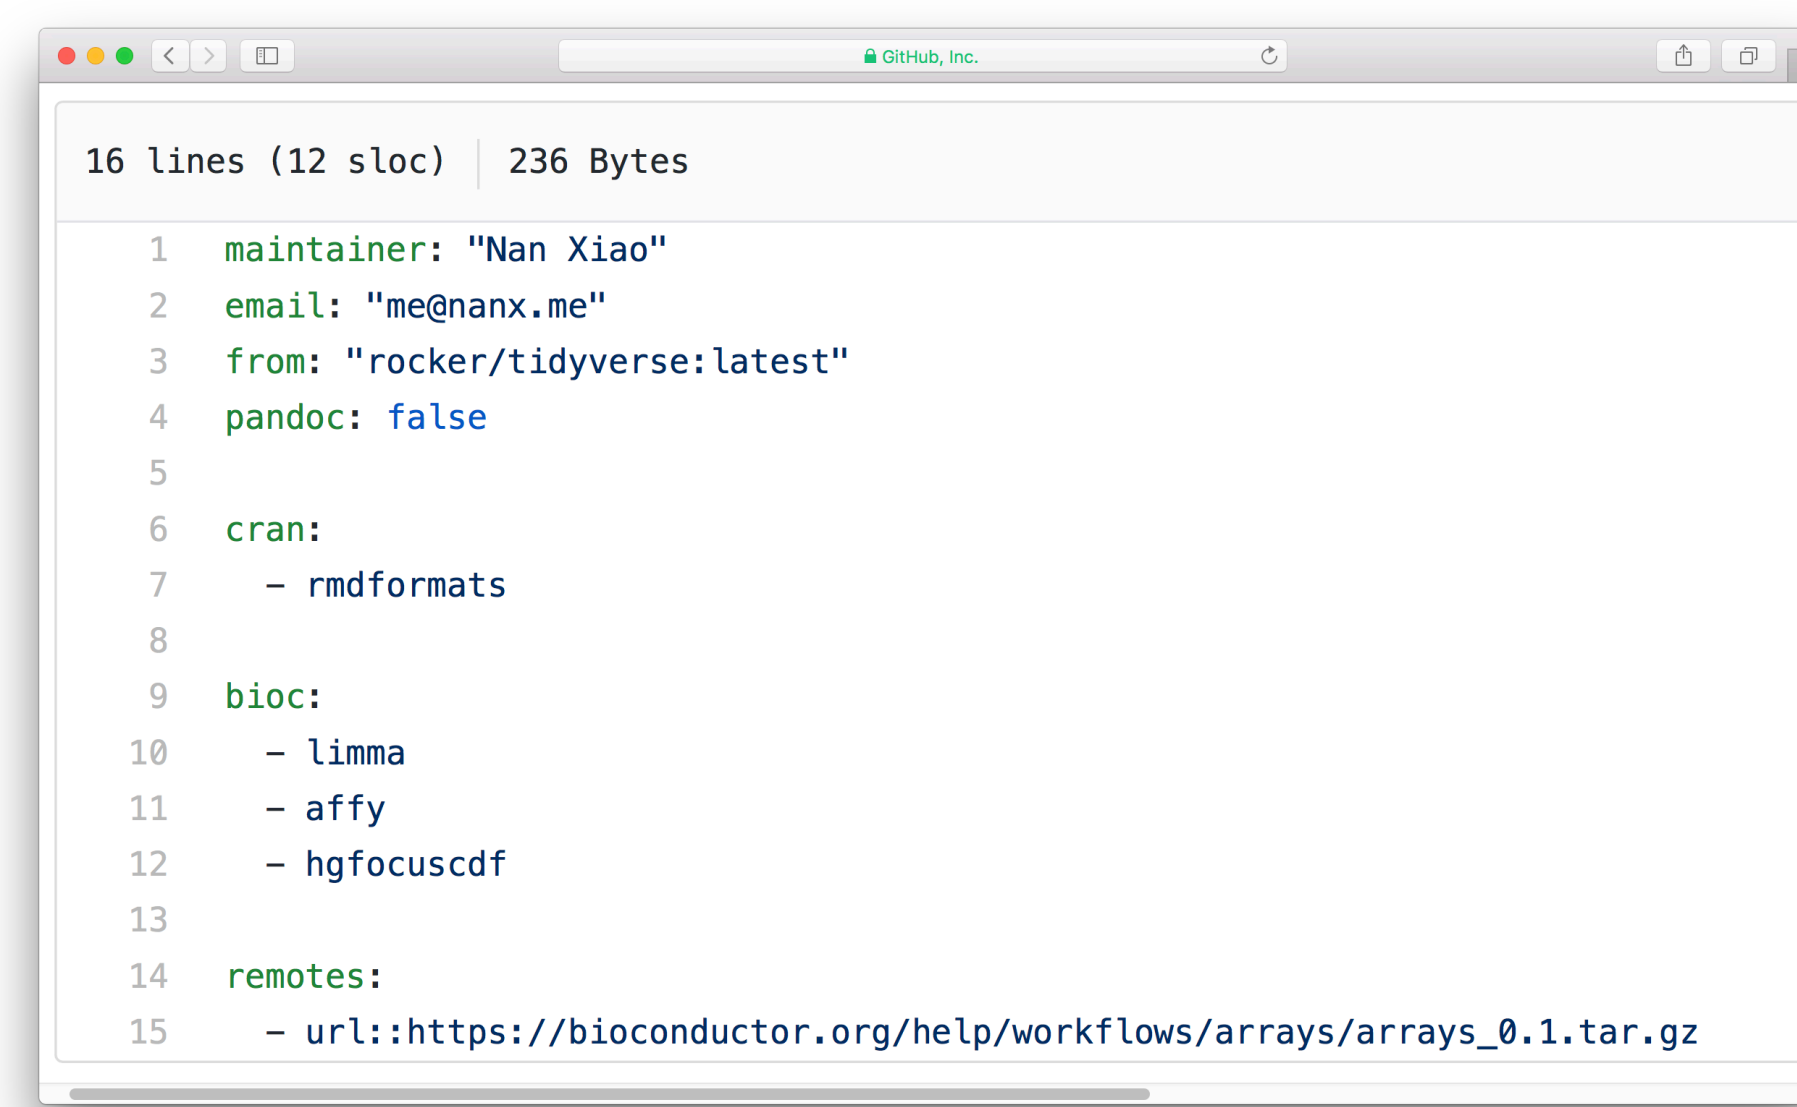 GitHub, Inc.
16 lines (12 sloc) 236 Bytes
1 maintainer: "Nan Xiao"
2 email: "me@nanx.me"
3 from: "rocker/tidyverse:latest"
4 pandoc: false
5
6 cran:
7   - rmdformats
8
9 bioc:
10   - limma
11   - affy
12   - hgfocuscdf
13
14 remotes:
15   - url::https://bioconductor.org/help/workflows/arrays/arrays_0.1.tar.gz